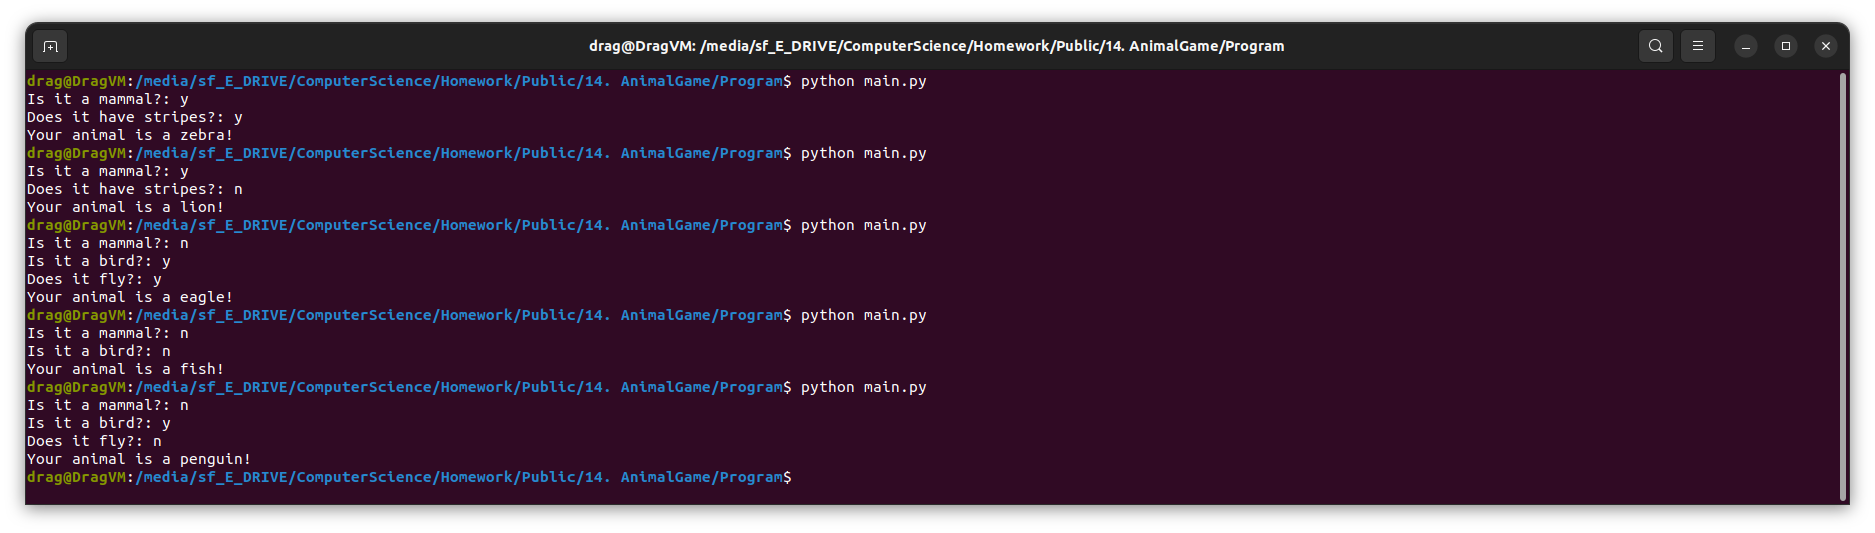 drag@DragVM: /media/sf_E_DRIVE/ComputerScience/Homework/Public/14. AnimalGame/Program
drag@DragVM:/media/sf_E_DRIVE/ComputerScience/Homework/Public/14. AnimalGame/Program$ python main.py
Is it a mammal?: y
Does it have stripes?: y
Your animal is a zebra!
drag@DragVM:/media/sf_E_DRIVE/ComputerScience/Homework/Public/14. AnimalGame/Program$ python main.py
Is it a mammal?: y
Does it have stripes?: n
Your animal is a lion!
drag@DragVM:/media/sf_E_DRIVE/ComputerScience/Homework/Public/14. AnimalGame/Program$ python main.py
Is it a mammal?: n
Is it a bird?: y
Does it fly?: y
Your animal is a eagle!
drag@DragVM:/media/sf_E_DRIVE/ComputerScience/Homework/Public/14. AnimalGame/Program$ python main.py
Is it a mammal?: n
Is it a bird?: n
Your animal is a fish!
drag@DragVM:/media/sf_E_DRIVE/ComputerScience/Homework/Public/14. AnimalGame/Program$ python main.py
Is it a mammal?: n
Is it a bird?: y
Does it fly?: n
Your animal is a penguin!
drag@DragVM:/media/sf_E_DRIVE/ComputerScience/Homework/Public/14. AnimalGame/Program$